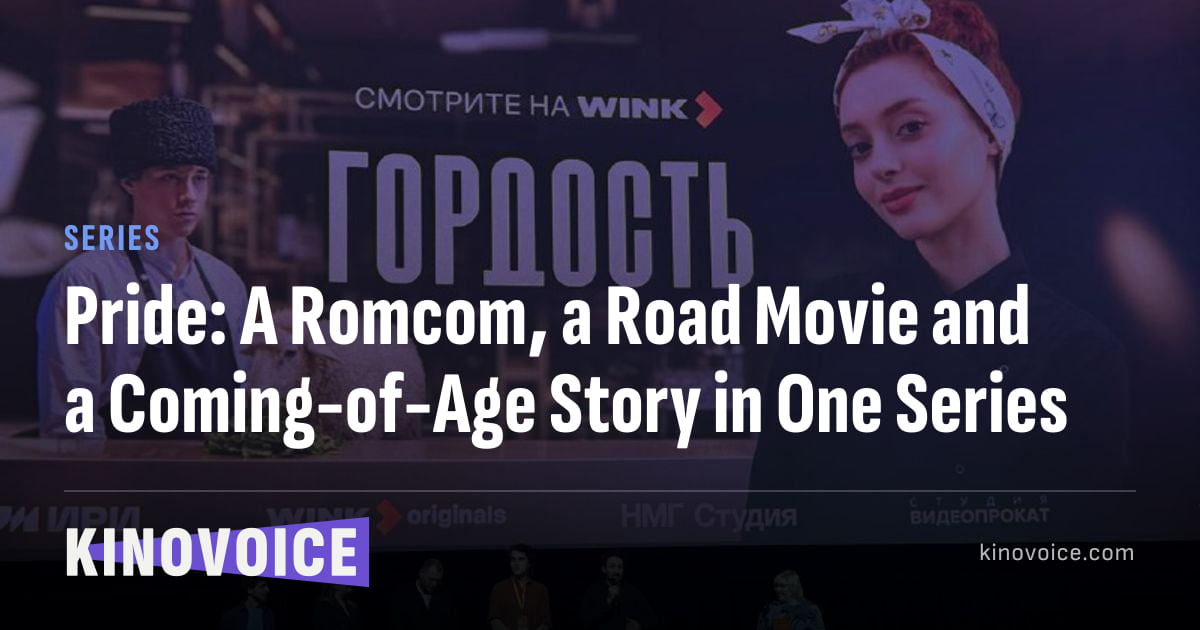 СМОТРИТЕ НА WINK
ГОРДОСТЬ
SERIES
Pride: A Romcom, a Road Movie and
a Coming-of-Age Story in One Series
ИРИ
WINK originals
НМГ Студия
СТУДИЯ
ВИДЕОПРОКАТ
KINOVOICE
kinovoice.com